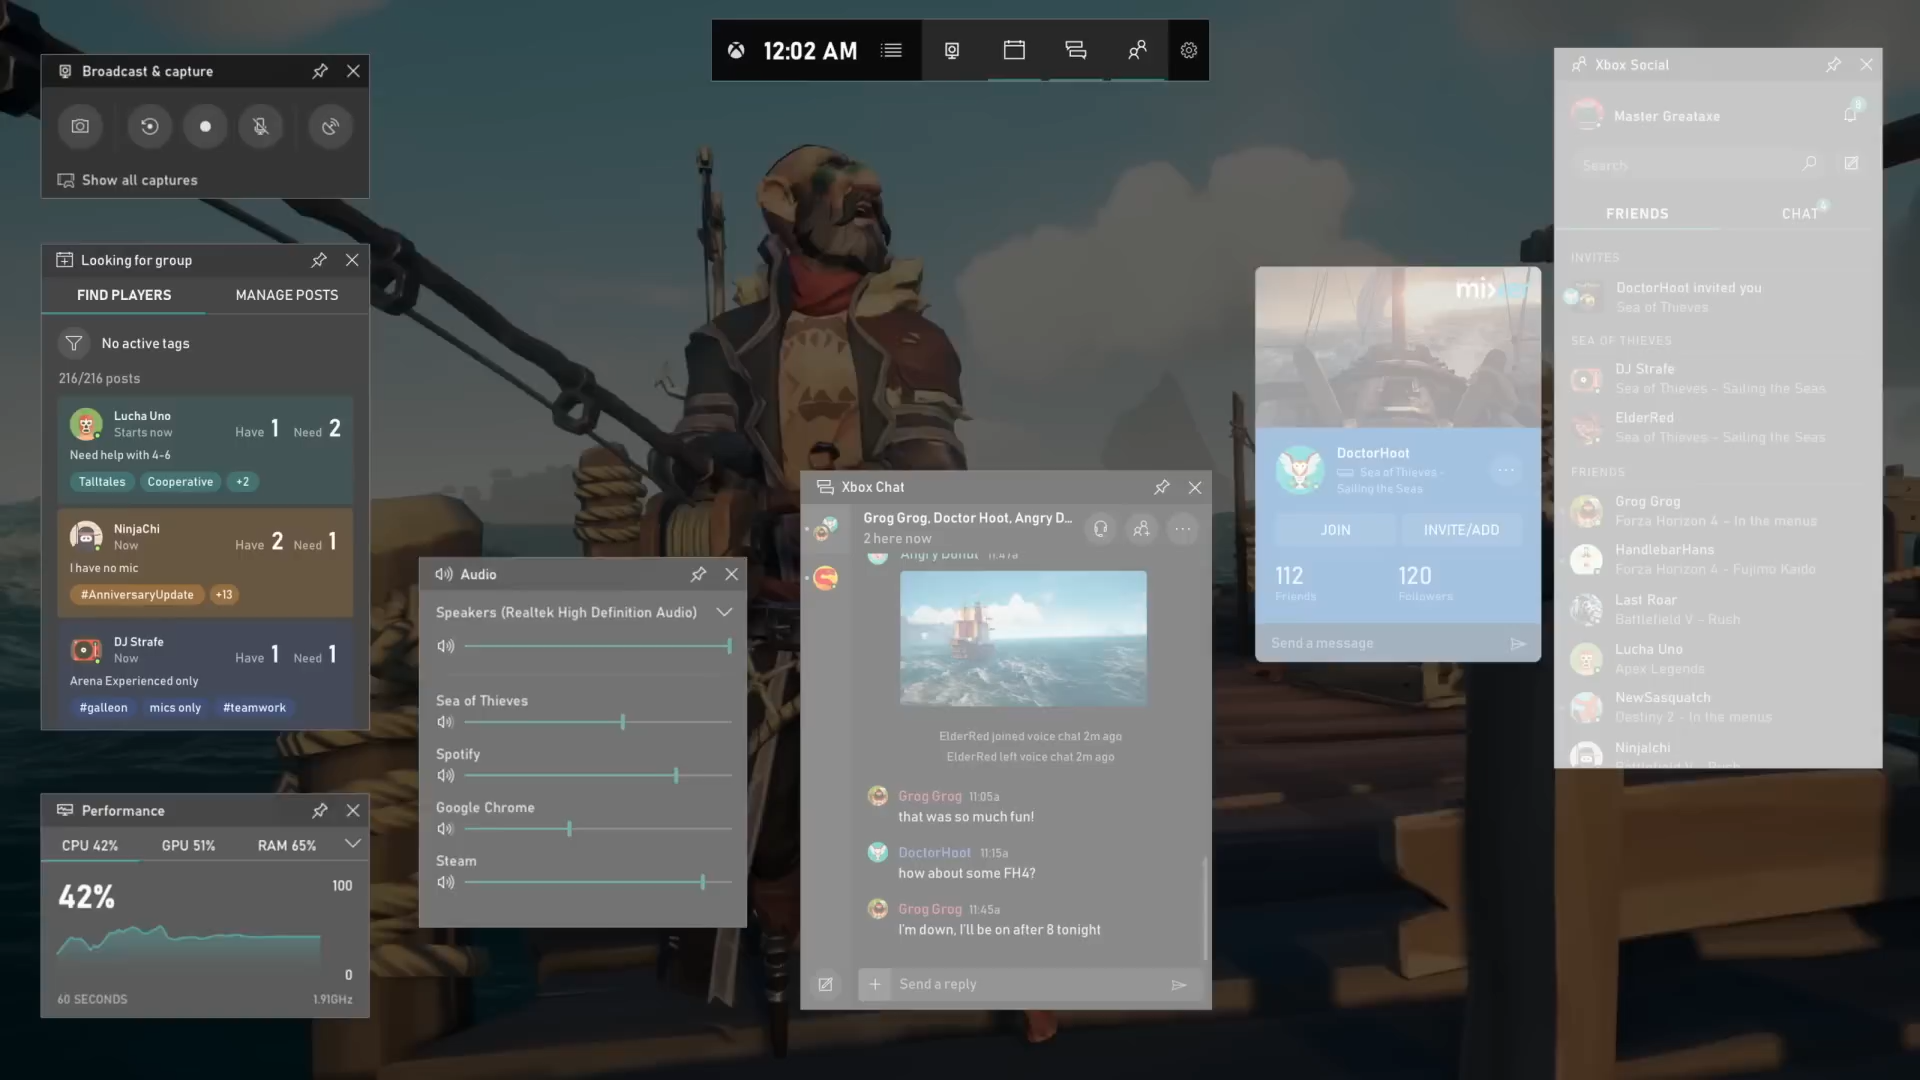 12:02 AM
Broadcast & capture
Show all captures
Looking for group
FIND PLAYERS
MANAGE POSTS
No active tags
216/216 posts
Lucha Uno
Starts now
Have 1 Need 2
Need help with 4-6
Talltales Cooperative +2
NinjaChi
Now
Have 2 Need 1
I have no mic
#AnniversaryUpdate +13
DJ Strafe
Now
Have 1 Need 1
Arena Experienced only
#galleon mics only #teamwork
Performance
CPU 42% GPU 51% RAM 65%
42%
100
0
60 SECONDS
1.91GHz
Audio
Speakers (Realtek High Definition Audio)
Sea of Thieves
Spotify
Google Chrome
Steam
Xbox Chat
Grog Grog, Doctor Hoot, Angry D...
2 here now
Angry Donut 11:47a
ElderRed joined voice chat 2m ago
ElderRed left voice chat 2m ago
Grog Grog 11:05a
that was so much fun!
DoctorHoot 11:15a
how about some FH4?
Grog Grog 11:45a
I'm down, I'll be on after 8 tonight
Send a reply
DoctorHoot
Sea of Thieves -
Sailing the Seas
JOIN
INVITE/ADD
112
Friends
120
Followers
Send a message
Xbox Social
Master Greataxe
Search
FRIENDS
CHAT 4
INVITES
DoctorHoot invited you
Sea of Thieves
SEA OF THIEVES
DJ Strafe
Sea of Thieves - Sailing the Seas
ElderRed
Sea of Thieves - Sailing the Seas
FRIENDS
Grog Grog
Forza Horizon 4 - In the menus
HandlebarHans
Forza Horizon 4 - Fujimo Kaido
Last Roar
Battlefield V - Rush
Lucha Uno
Apex Legends
NewSasquatch
Destiny 2 - In the menus
NinjaIchi
Battlefield V - Rush